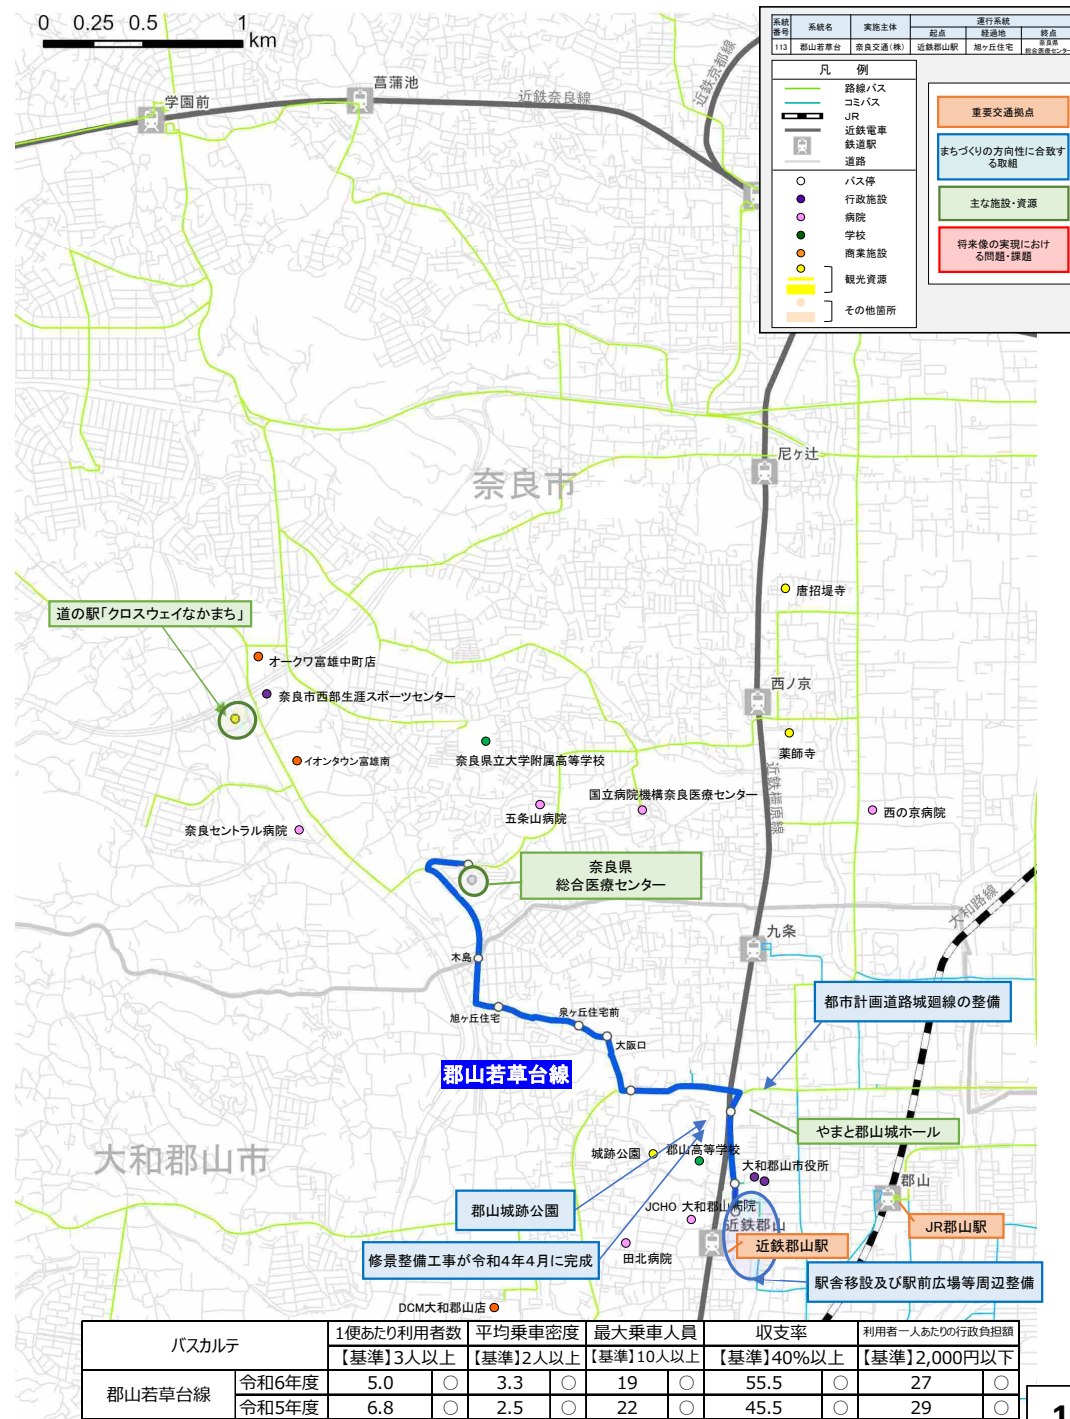 0 0.25 0.5 1
km
系統番号 系統名 実施主体 運行系統
起点 経過地 終点
113 郡山若草台 奈良交通(株) 近鉄郡山駅 旭ヶ丘住宅 奈良県総合医療センター
凡 例
路線バス
コミバス
JR
近鉄電車
鉄道駅
道路
バス停
行政施設
病院
学校
商業施設
観光資源
その他箇所
重要交通拠点
まちづくりの方向性に合致す
る取組
主な施設・資源
将来像の実現におけ
る問題・課題
学園前
菖蒲池
近鉄奈良線
近鉄京都線
尼ヶ辻
奈良市
唐招提寺
道の駅「クロスウェイなかまち」
オークワ富雄中町店
奈良市西部生涯スポーツセンター
西ノ京
薬師寺
奈良県立大学附属高等学校
イオンタウン富雄南
近鉄橿原線
国立病院機構奈良医療センター
五条山病院
西の京病院
奈良セントラル病院
奈良県
総合医療センター
大和路線
九条
木島
旭ヶ丘住宅
泉ヶ丘住宅前
大阪口
都市計画道路城廻線の整備
郡山若草台線
やまと郡山城ホール
大和郡山市
城跡公園
郡山高等学校
大和郡山市役所
郡山
郡山城跡公園
JCHO 大和郡山病院
近鉄郡山
JR郡山駅
近鉄郡山駅
修景整備工事が令和4年4月に完成
田北病院
駅舎移設及び駅前広場等周辺整備
DCM大和郡山店
バスカルテ 1便あたり利用者数 平均乗車密度 最大乗車人員 収支率 利用者一人あたりの行政負担額
【基準】3人以上 【基準】2人以上 【基準】10人以上 【基準】40%以上 【基準】2,000円以下
郡山若草台線 令和6年度 5.0 ○ 3.3 ○ 19 ○ 55.5 ○ 27 ○
令和5年度 6.8 ○ 2.5 ○ 22 ○ 45.5 ○ 29 ○
1